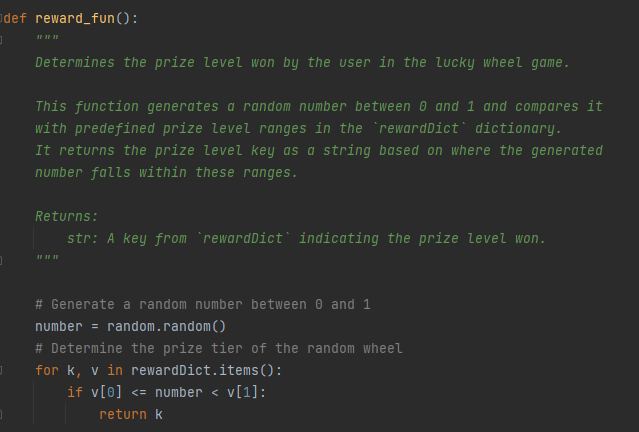 def reward_fun():
"""
Determines the prize level won by the user in the lucky wheel game.
This function generates a random number between 0 and 1 and compares it
with predefined prize level ranges in the `rewardDict` dictionary.
It returns the prize level key as a string based on where the generated
number falls within these ranges.
Returns:
str: A key from `rewardDict` indicating the prize level won.
"""
# Generate a random number between 0 and 1
number = random.random()
# Determine the prize tier of the random wheel
for k, v in rewardDict.items():
if v[0] <= number < v[1]:
return k